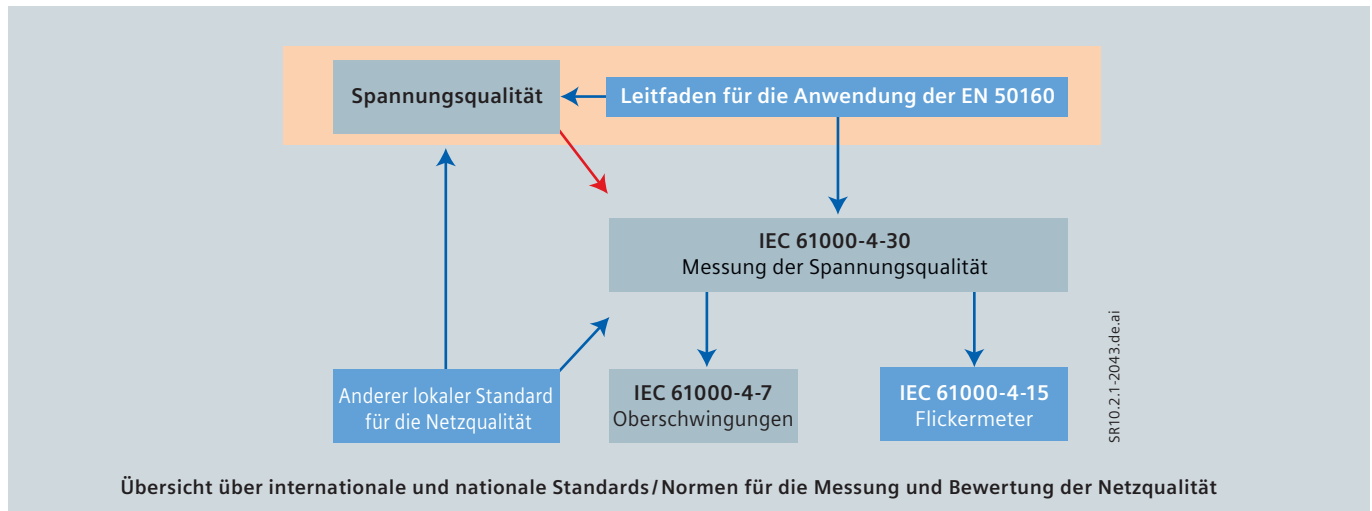 Spannungsqualität
Leitfaden für die Anwendung der EN 50160
IEC 61000-4-30
Messung der Spannungsqualität
Anderer lokaler Standard
für die Netzqualität
IEC 61000-4-7
Oberschwingungen
IEC 61000-4-15
Flickermeter
SR10.2.1-2043.de.ai
Übersicht über internationale und nationale Standards/Normen für die Messung und Bewertung der Netzqualität